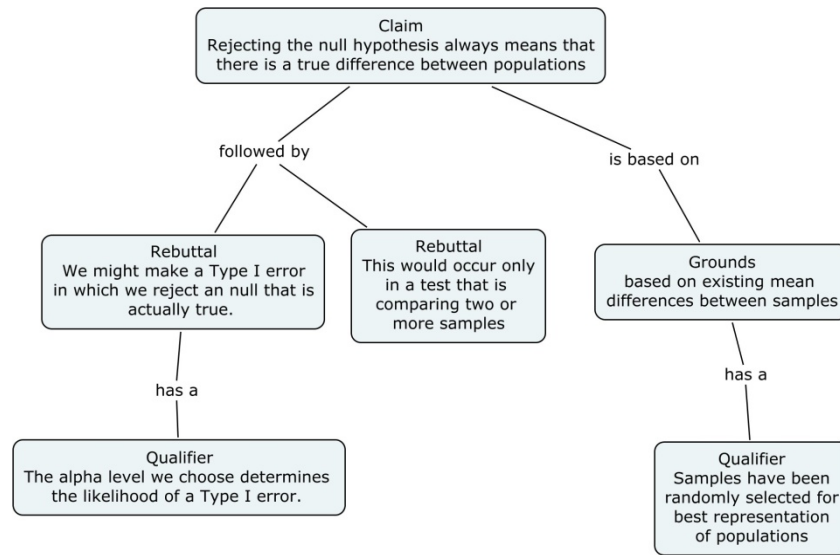 Claim
Rejecting the null hypothesis always means that
there is a true difference between populations
followed by
is based on
Rebuttal
We might make a Type I error
in which we reject an null that is
actually true.
Rebuttal
This would occur only
in a test that is
comparing two or
more samples
Grounds
based on existing mean
differences between samples
has a
has a
Qualifier
The alpha level we choose determines
the likelihood of a Type I error.
Qualifier
Samples have been
randomly selected for
best representation
of populations